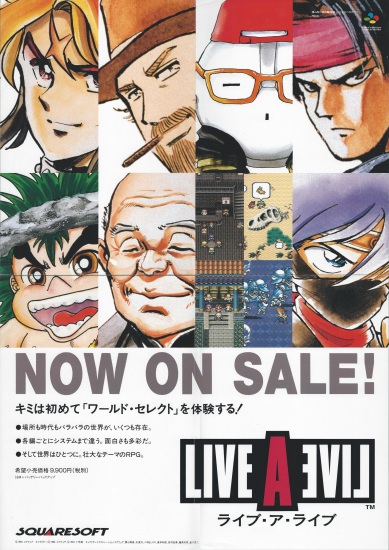 NOW ON SALE!
キミは初めて「ワールド・セレクト」を体験する！
●場所も時代もバラバラの世界が、いくつも存在。
●各編ごとにシステムまで違う。面白さも多彩だ。
●そして世界はひとつに。壮大なテーマのRPG。
希望小売価格 9,900円（税別）
LIVE A LIVE
TM
ライブ・ア・ライブ
SQUARESOFT